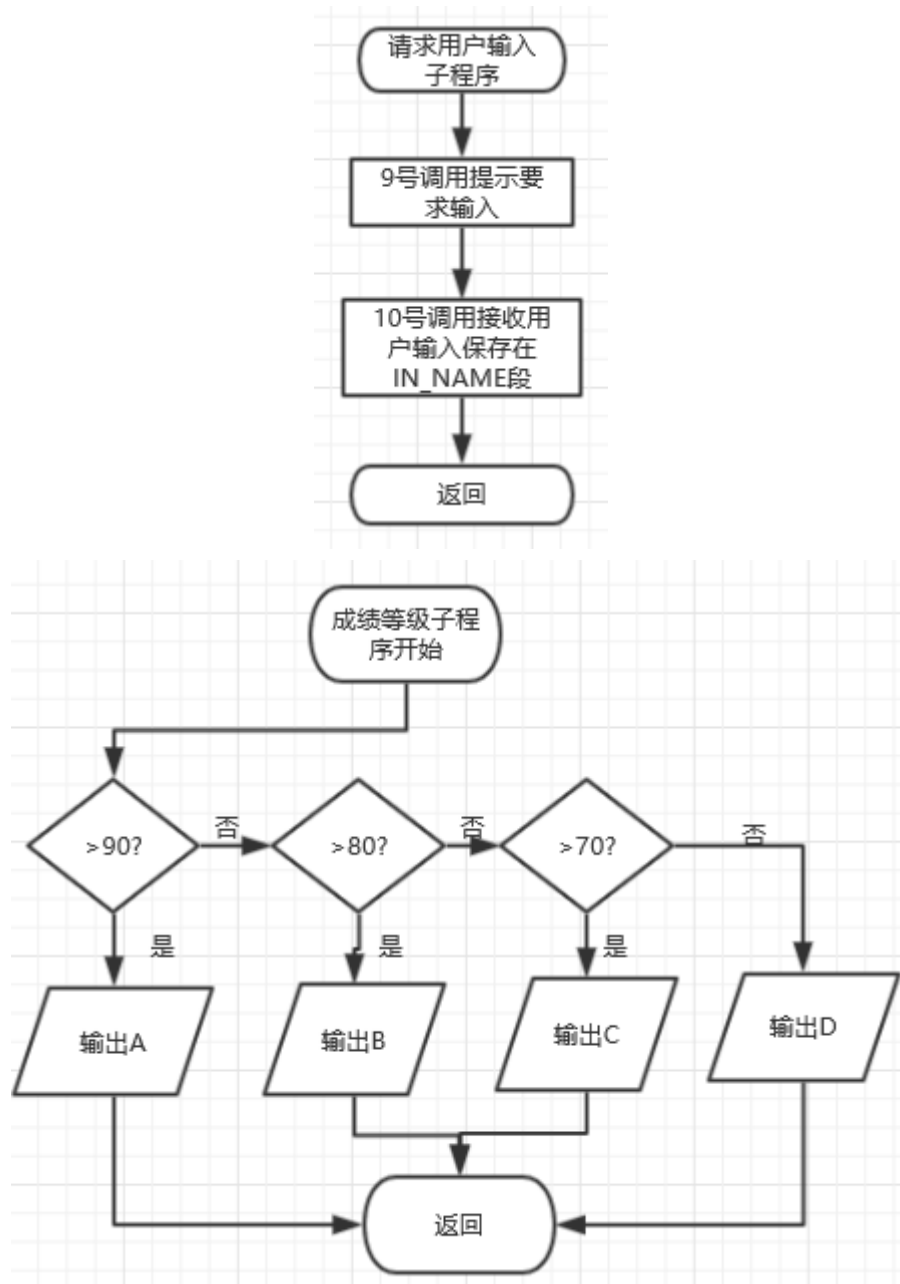 请求用户输入
子程序
9号调用提示要
求输入
10号调用接收用
户输入保存在
IN_NAME段
返回
成绩等级子程
序开始
>90?
否
>80?
否
>70?
否
是
是
是
输出A
输出B
输出C
输出D
返回